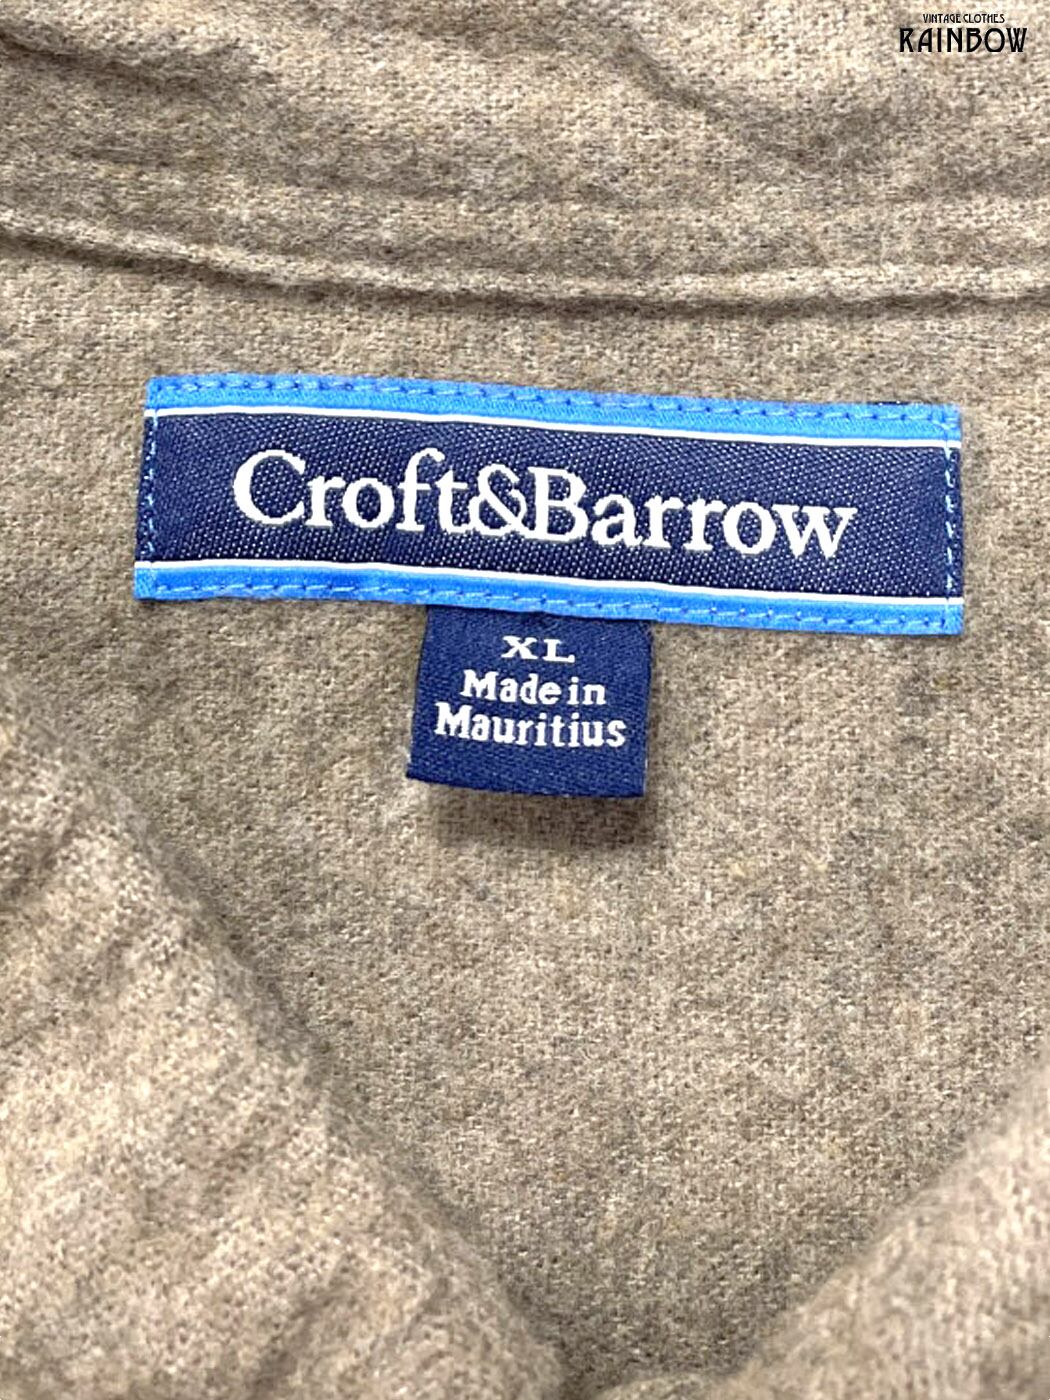 VINTAGE CLOTHES
RAINBOW
Croft&Barrow
XL
Made in
Mauritius